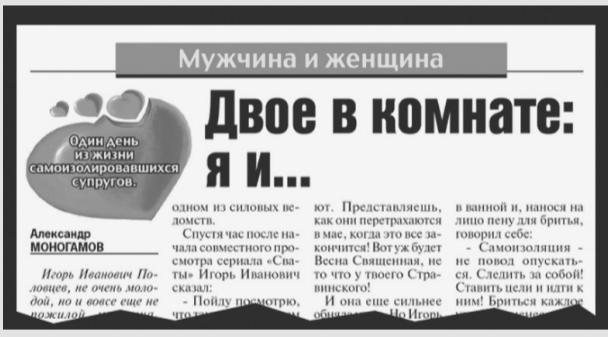 Мужчина и женщина
Один день
из жизни
самоизолировавшихся
супругов.
Двое в комнате:
я и...
Александр
МОНОГАМОВ
Игорь Иванович По-
ловцев, не очень моло-
дой, но и вовсе еще не
пожилой
одном из силовых ве-
домств.
Спустя час после на-
чала совместного про-
смотра сериала «Сва-
ты» Игорь Иванович
сказал:
- Пойду посмотрю,
ют. Представляешь,
как они перетрахаются
в мае, когда это все за-
кончится! Вот уж будет
Весна Священная, не
то что у твоего Стра-
винского!
И она еще сильнее
Но Игорь
в ванной и, нанося на
лицо пену для бритья,
говорил себе:
- Самоизоляция -
не повод опускать-
ся. Следить за собой!
Ставить цели и идти к
ним! Бриться каждое